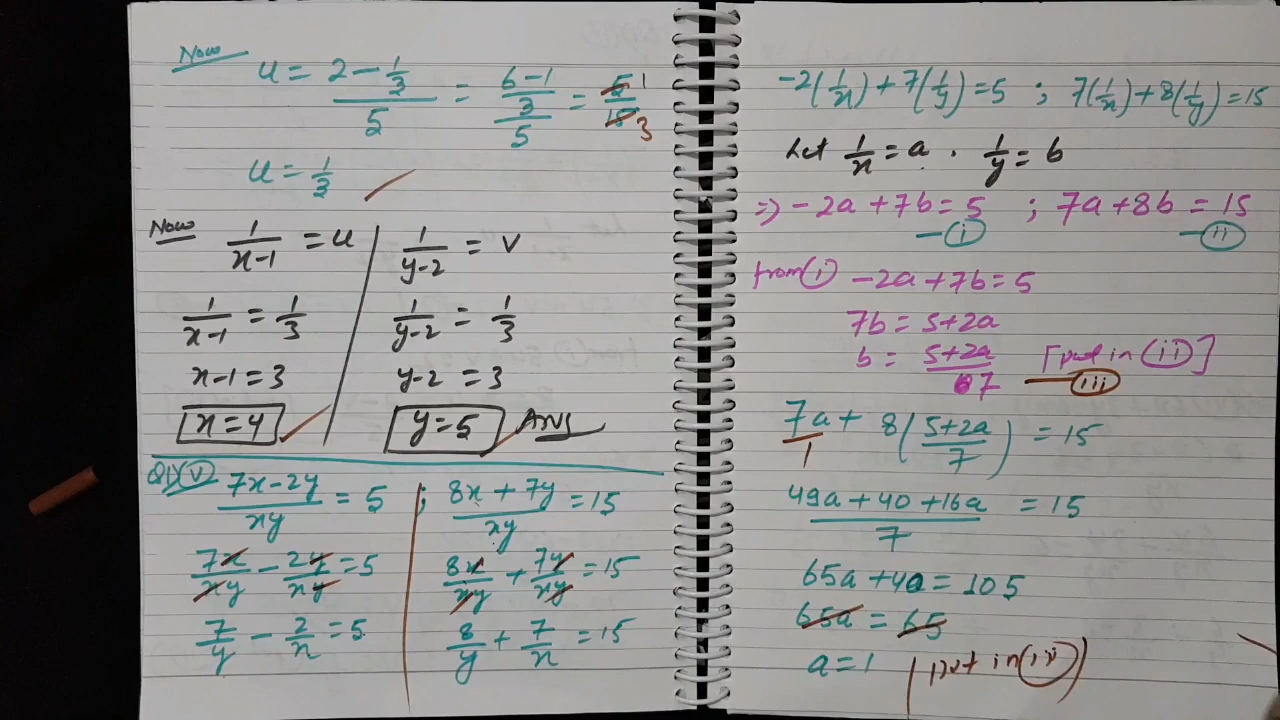 Now u = (2 - 1/3)/5 = ((6-1)/3)/5 = 5/15 1 3
u = 1/3
Now 1/(x-1) = u | 1/(y-2) = v
1/(x-1) = 1/3 | 1/(y-2) = 1/3
x-1 = 3 | y-2 = 3
x = 4 | y = 5 Ans
Q1(v) (7x-2y)/xy = 5 ; (8x+7y)/xy = 15
7x/xy - 2y/xy = 5 | 8x/xy + 7y/xy = 15
7/y - 2/x = 5 | 8/y + 7/x = 15
-2(1/x) + 7(1/y) = 5 ; 7(1/x) + 8(1/y) = 15
Let 1/x = a . 1/y = b
=> -2a + 7b = 5 -(i) ; 7a + 8b = 15 -(ii)
from (i) -2a + 7b = 5
7b = 5+2a
b = (5+2a)/7 -(iii) [put in (ii)]
7a/1 + 8((5+2a)/7) = 15
(49a + 40 + 16a)/7 = 15
65a + 40 = 105
65a = 65
a = 1